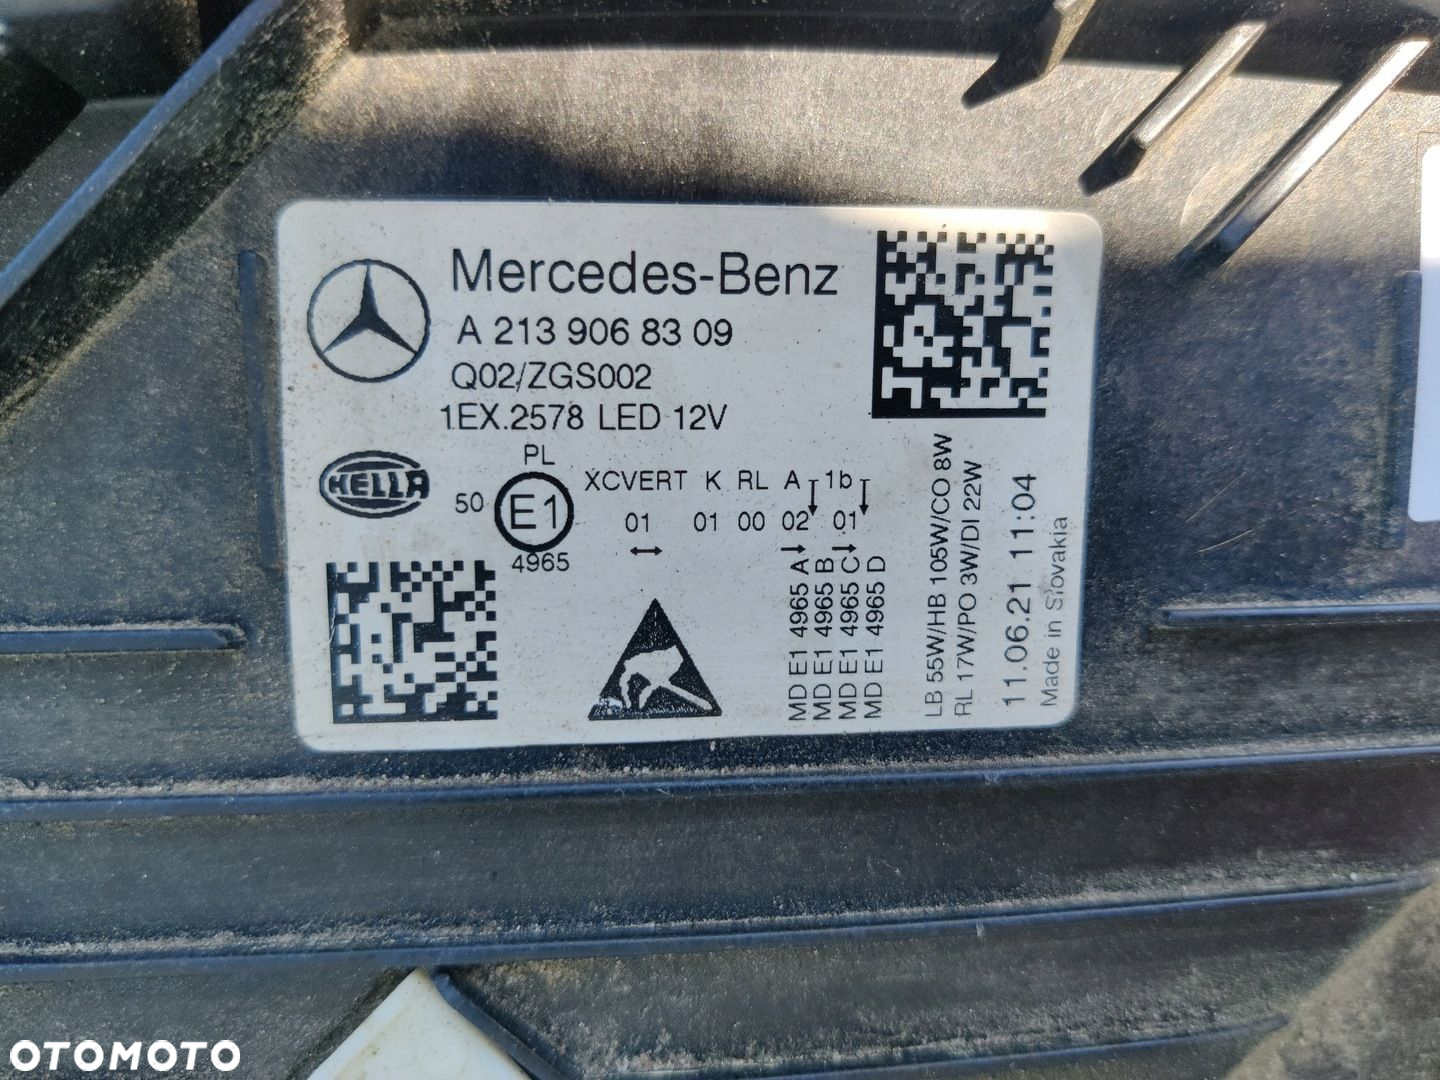 Mercedes-Benz
A 213 906 83 09
Q02/ZGS002
1EX.2578 LED 12V
HELLA
PL
50 E1
4965
XCVERT K RL A 1b
01 01 00 02 01
MD E1 4965 A
MD E1 4965 B
MD E1 4965 C
MD E1 4965 D
LB 55W/HB 105W/CO 8W
RL 17W/PO 3W/DI 22W
11.06.21 11:04
Made in Slovakia
OTOMOTO